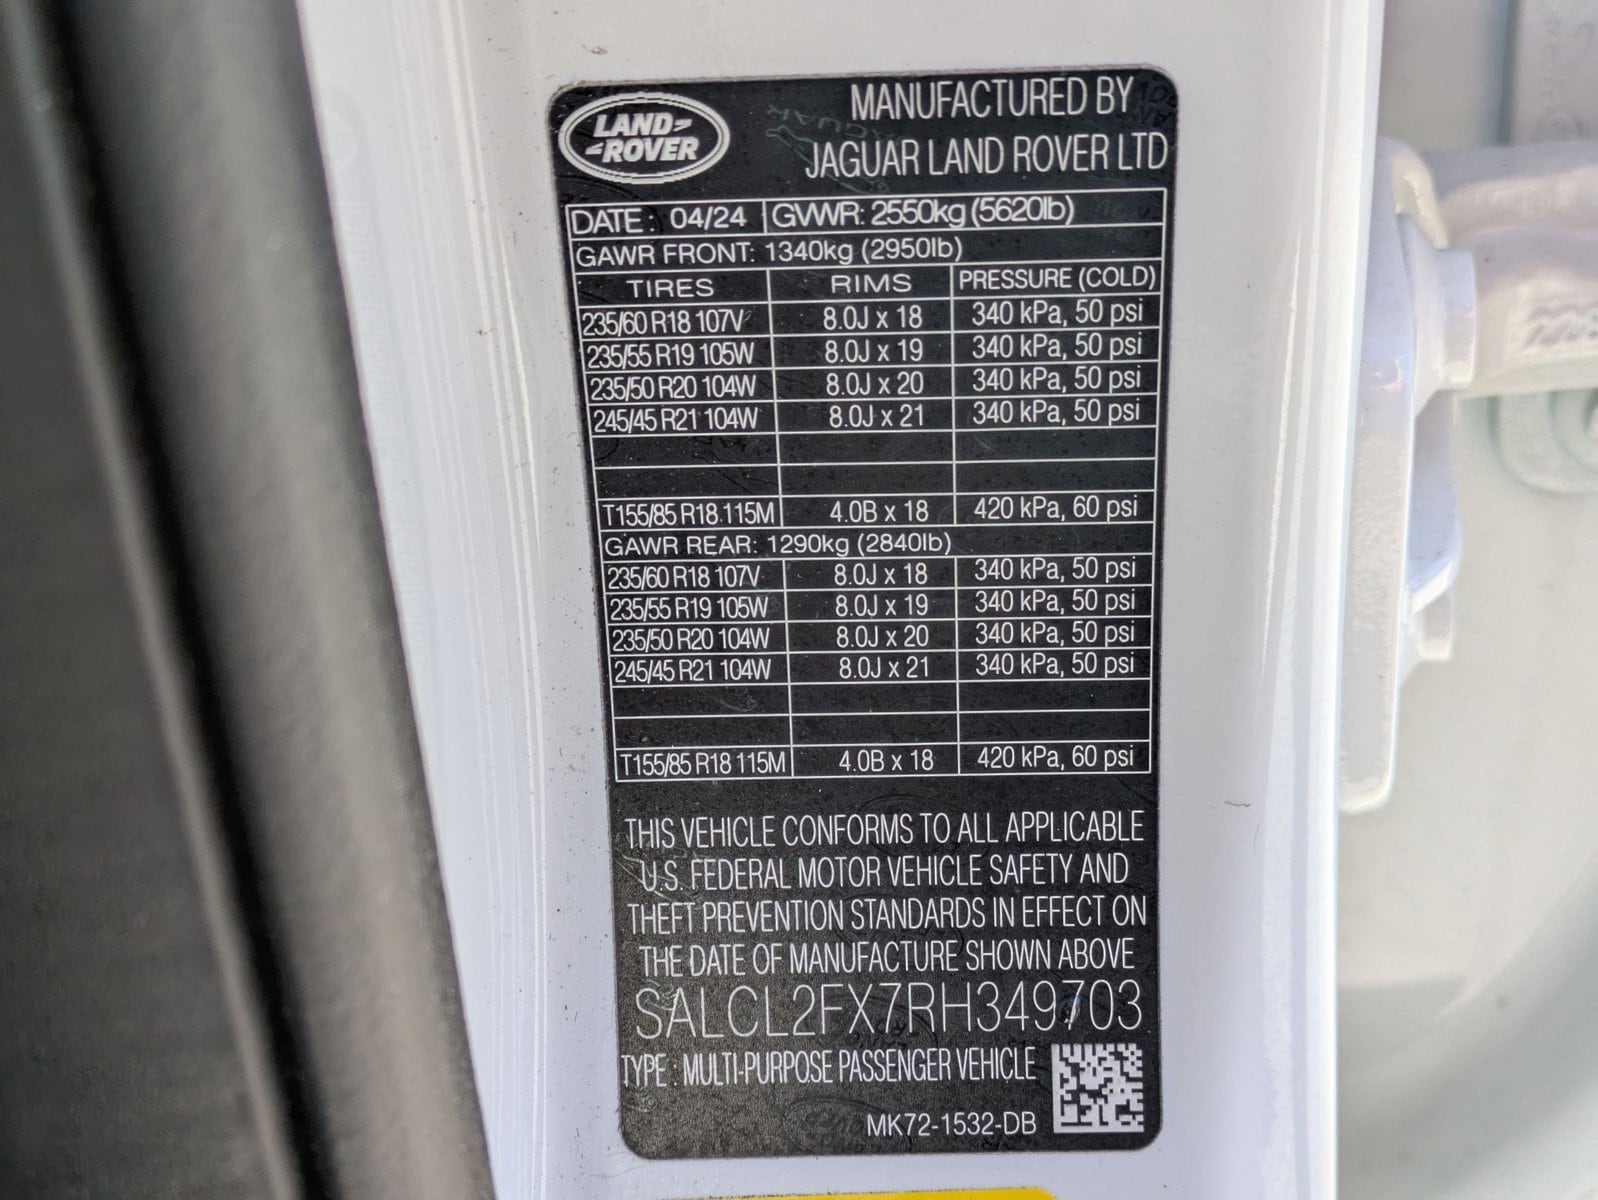 LAND ROVER
MANUFACTURED BY
JAGUAR LAND ROVER LTD
DATE: 04/24 GVWR: 2550kg (5620lb)
GAWR FRONT: 1340kg (2950lb)
TIRES RIMS PRESSURE (COLD)
235/60 R18 107V 8.0J x 18 340 kPa, 50 psi
235/55 R19 105W 8.0J x 19 340 kPa, 50 psi
235/50 R20 104W 8.0J x 20 340 kPa, 50 psi
245/45 R21 104W 8.0J x 21 340 kPa, 50 psi
T155/85 R18 115M 4.0B x 18 420 kPa, 60 psi
GAWR REAR: 1290kg (2840lb)
235/60 R18 107V 8.0J x 18 340 kPa, 50 psi
235/55 R19 105W 8.0J x 19 340 kPa, 50 psi
235/50 R20 104W 8.0J x 20 340 kPa, 50 psi
245/45 R21 104W 8.0J x 21 340 kPa, 50 psi
T155/85 R18 115M 4.0B x 18 420 kPa, 60 psi
THIS VEHICLE CONFORMS TO ALL APPLICABLE
U.S. FEDERAL MOTOR VEHICLE SAFETY AND
THEFT PREVENTION STANDARDS IN EFFECT ON
THE DATE OF MANUFACTURE SHOWN ABOVE
SALCL2FX7RH349703
TYPE: MULTI-PURPOSE PASSENGER VEHICLE
MK72-1532-DB